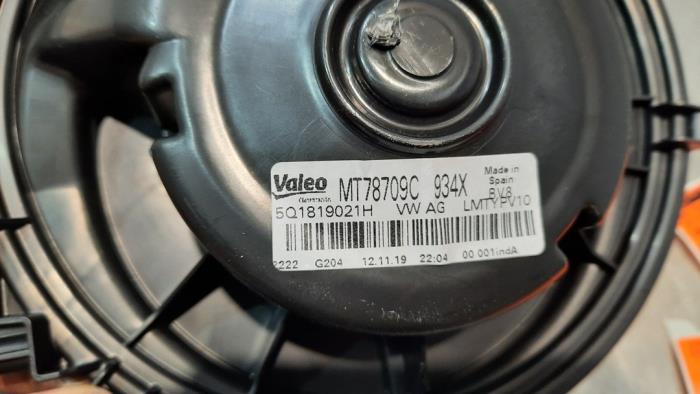 Valeo MT78709C 934X Made in
Spain
5Q1819021H VW AG LMTYPV10 BV8
2222 G204 12.11.19 22:04 00 001indA